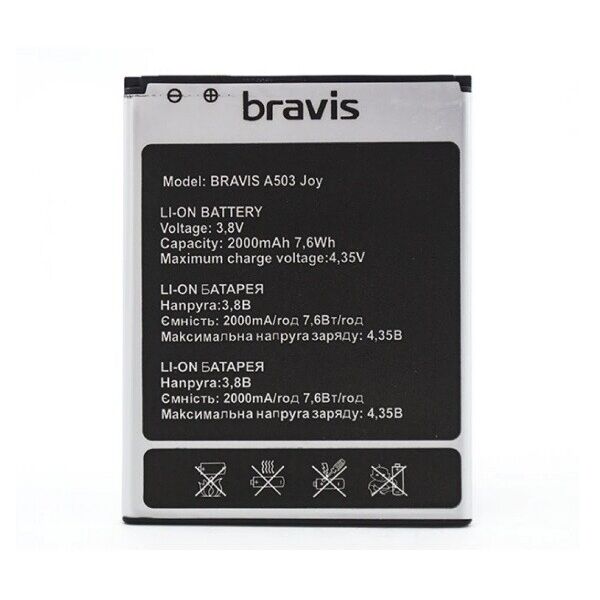 bravis
Model: BRAVIS A503 Joy
LI-ON BATTERY
Voltage: 3,8V
Capacity: 2000mAh 7,6Wh
Maximum charge voltage:4,35V
LI-ON БАТАРЕЯ
Напруга:3,8В
Ємність: 2000mA/год 7,6Вт/год
Максимальна напруга заряду: 4,35В
LI-ON БАТАРЕЯ
Напруга:3,8В
Ємність: 2000mA/год 7,6Вт/год
Максимальна напруга заряду: 4,35В